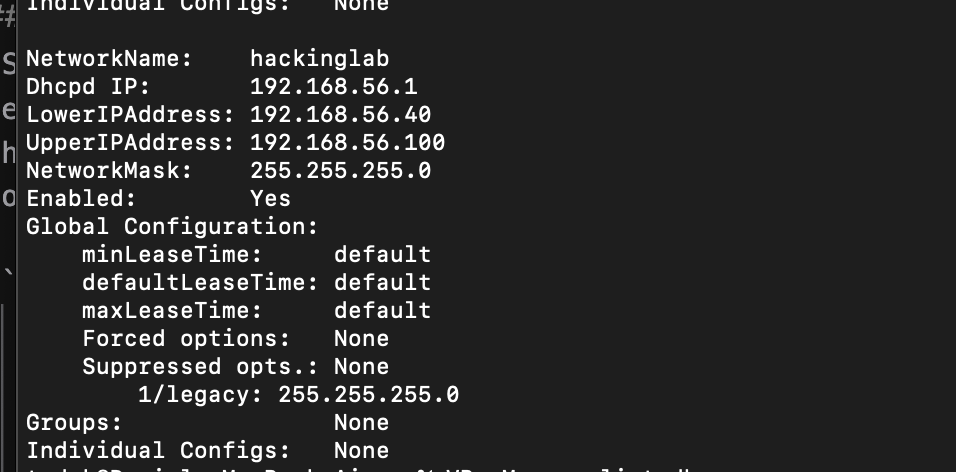 Individual Configs:   None
NetworkName:    hackinglab
Dhcpd IP:       192.168.56.1
LowerIPAddress: 192.168.56.40
UpperIPAddress: 192.168.56.100
NetworkMask:    255.255.255.0
Enabled:        Yes
Global Configuration:
    minLeaseTime:     default
    defaultLeaseTime: default
    maxLeaseTime:     default
    Forced options:   None
    Suppressed opts.: None
        1/legacy: 255.255.255.0
Groups:               None
Individual Configs:   None